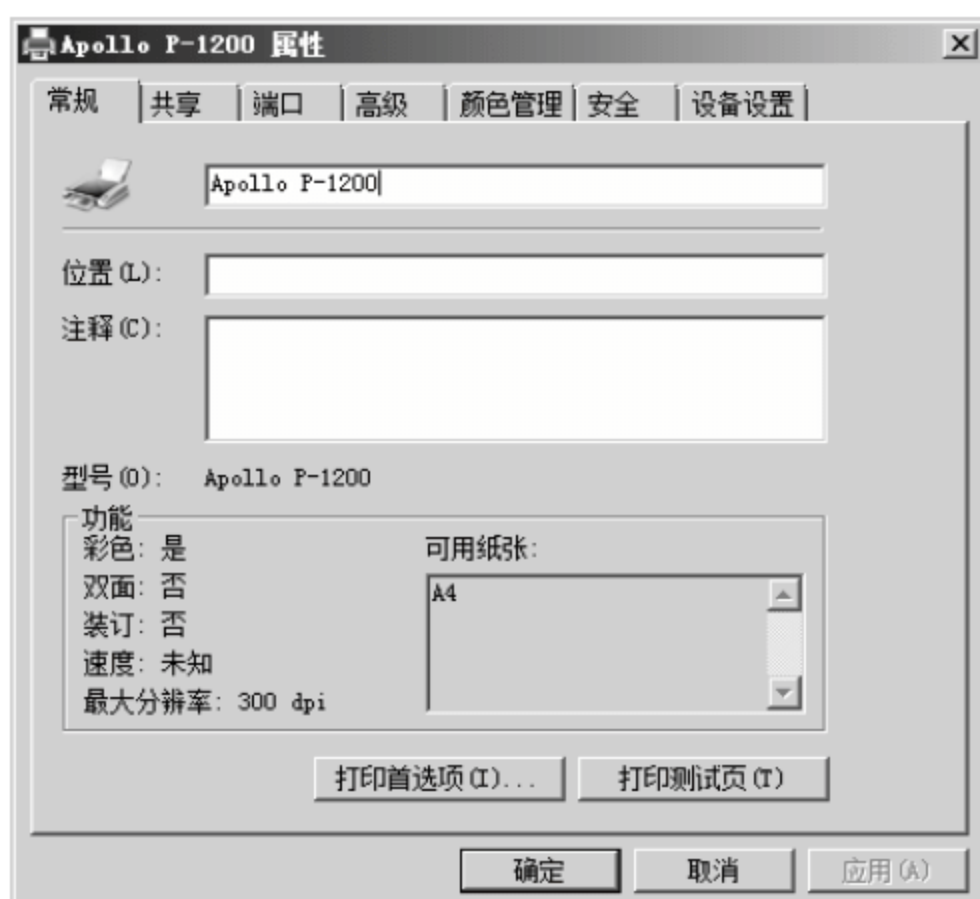 Apollo P-1200 属性
常规 共享 端口 高级 颜色管理 安全 设备设置
Apollo P-1200
位置(L):
注释(C):
型号(O): Apollo P-1200
功能
彩色: 是 可用纸张:
双面: 否 A4
装订: 否
速度: 未知
最大分辨率: 300 dpi
打印首选项(I)... 打印测试页(T)
确定 取消 应用(A)